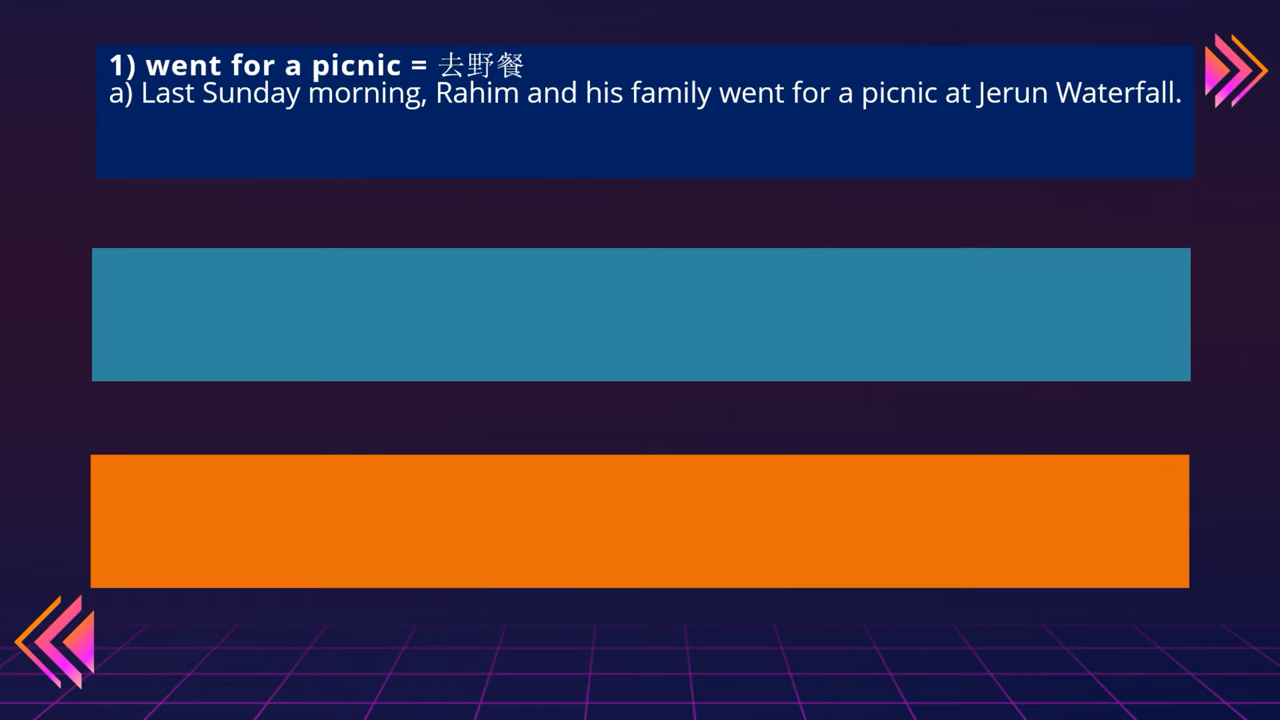 1) went for a picnic = 去野餐
a) Last Sunday morning, Rahim and his family went for a picnic at Jerun Waterfall.